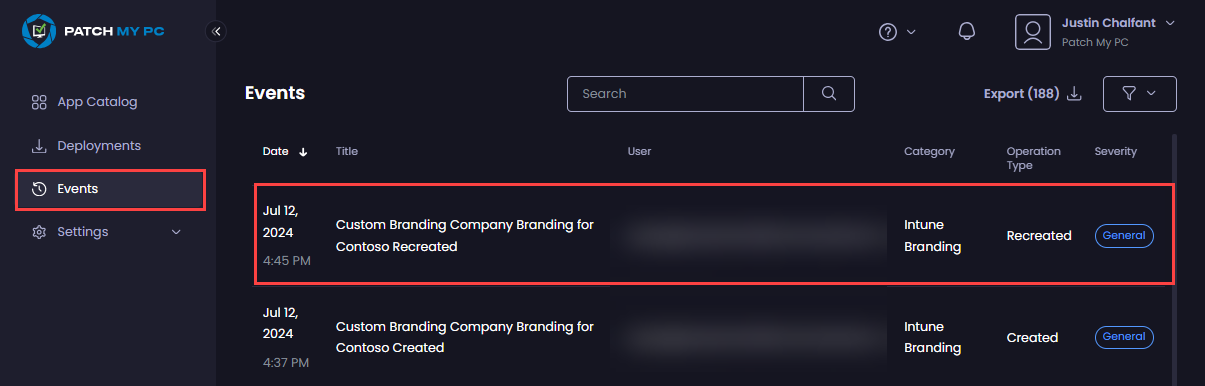 PATCH MY PC
Justin Chalfant
Patch My PC
App Catalog
Deployments
Events
Settings
Events
Search
Export (188)
Date
Title
User
Category
Operation
Type
Severity
Jul 12,
2024
4:45 PM
Custom Branding Company Branding for
Contoso Recreated
Intune
Branding
Recreated
General
Jul 12,
2024
4:37 PM
Custom Branding Company Branding for
Contoso Created
Intune
Branding
Created
General